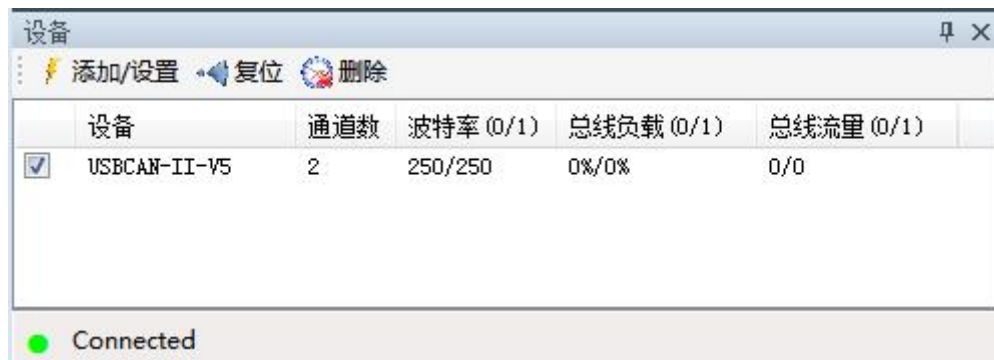 设备
添加/设置 复位 删除
设备 通道数 波特率(0/1) 总线负载(0/1) 总线流量(0/1)
USBCAN-II-V5 2 250/250 0%/0% 0/0
Connected